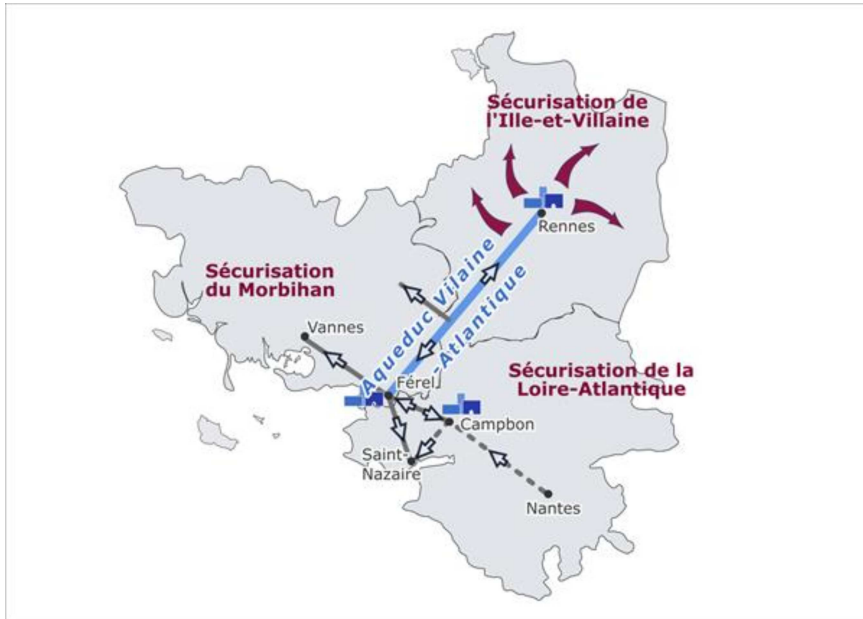 Sécurisation de
l'Ille-et-Villaine
Rennes
Sécurisation
du Morbihan
Aqueduc Vilaine
-Atlantique
Vannes
Férel
Sécurisation de la
Loire-Atlantique
Campbon
Saint-
Nazaire
Nantes